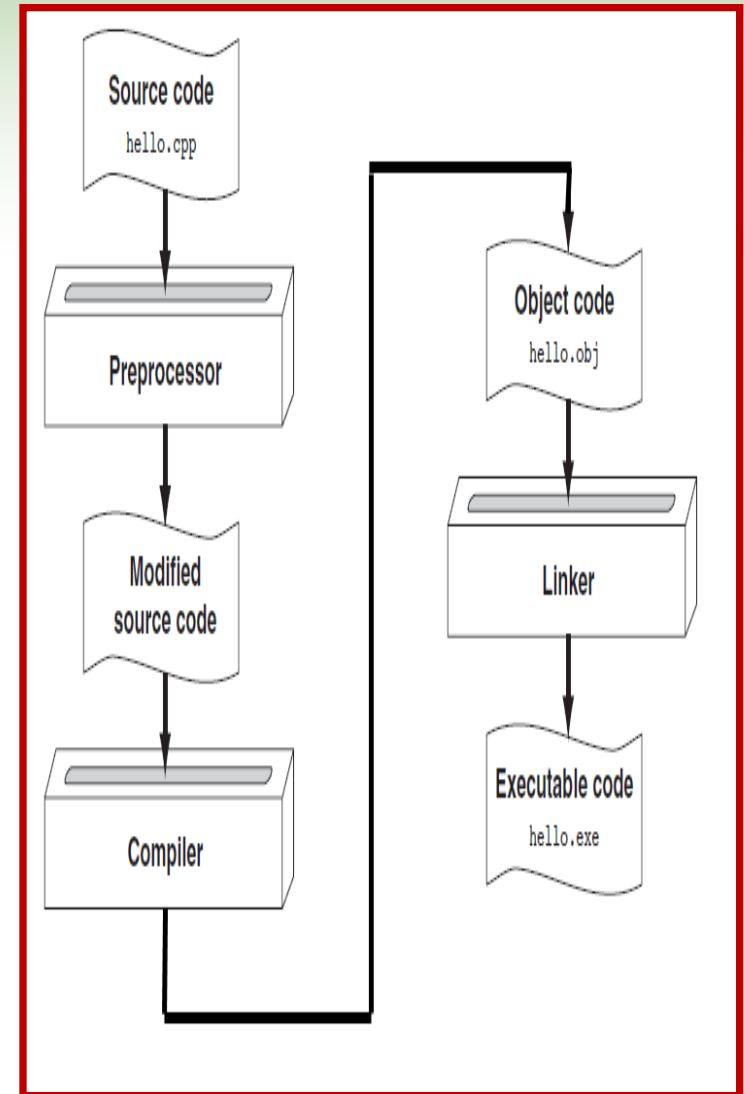 Source code
hello.cpp
Preprocessor
Modified
source code
Compiler
Object code
hello.obj
Linker
Executable code
hello.exe